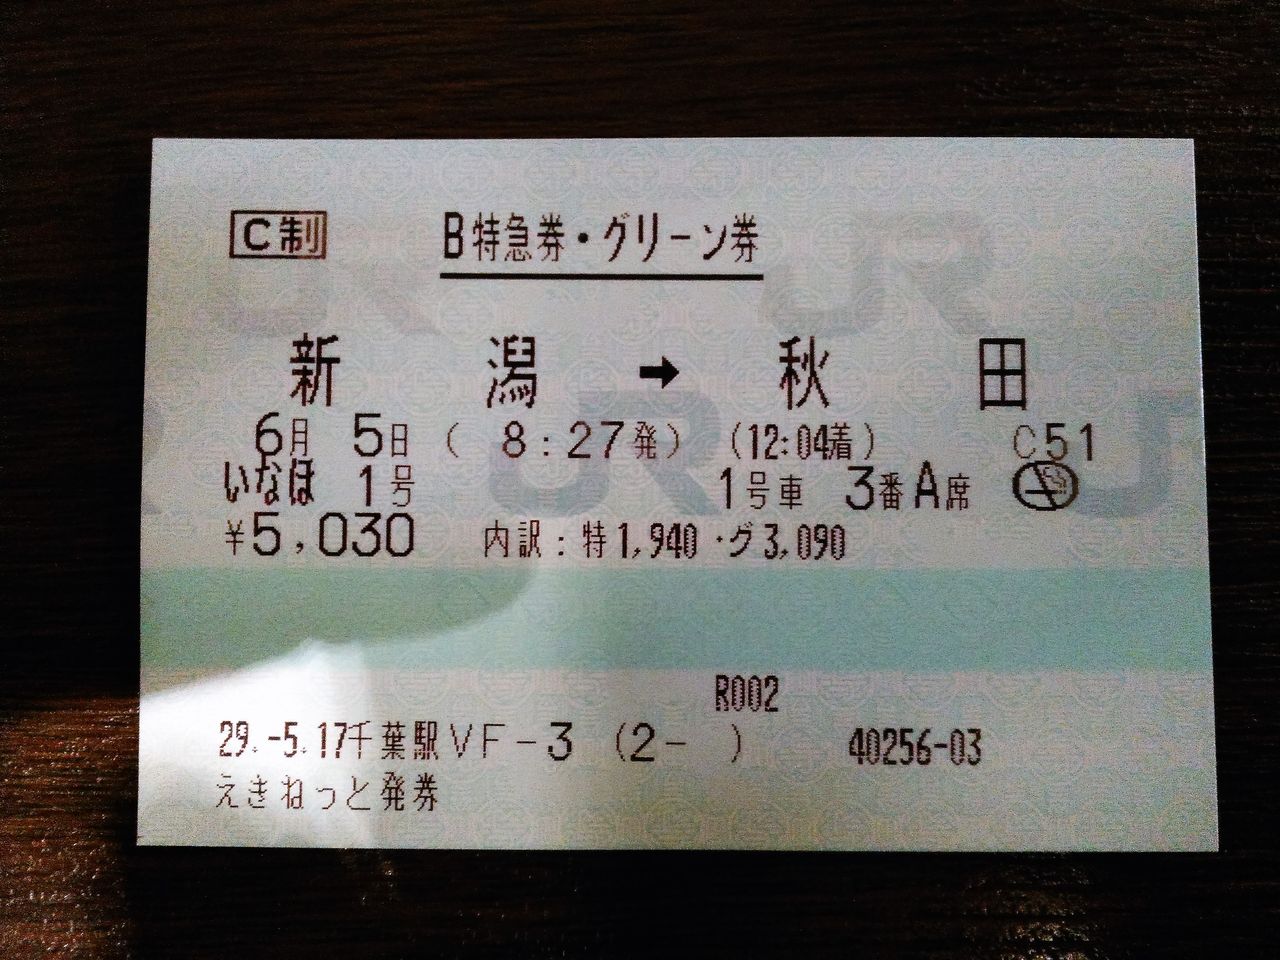 C制 B特急券・グリーン券
新潟 ➡ 秋田
6月 5日 ( 8:27発) (12:04着) C51
いなほ 1号 1号車 3番A席
¥5,030 内訳:特1,940・グ3,090
R002
29.-5.17千葉駅VF-3 (2- ) 40256-03
えきねっと発券